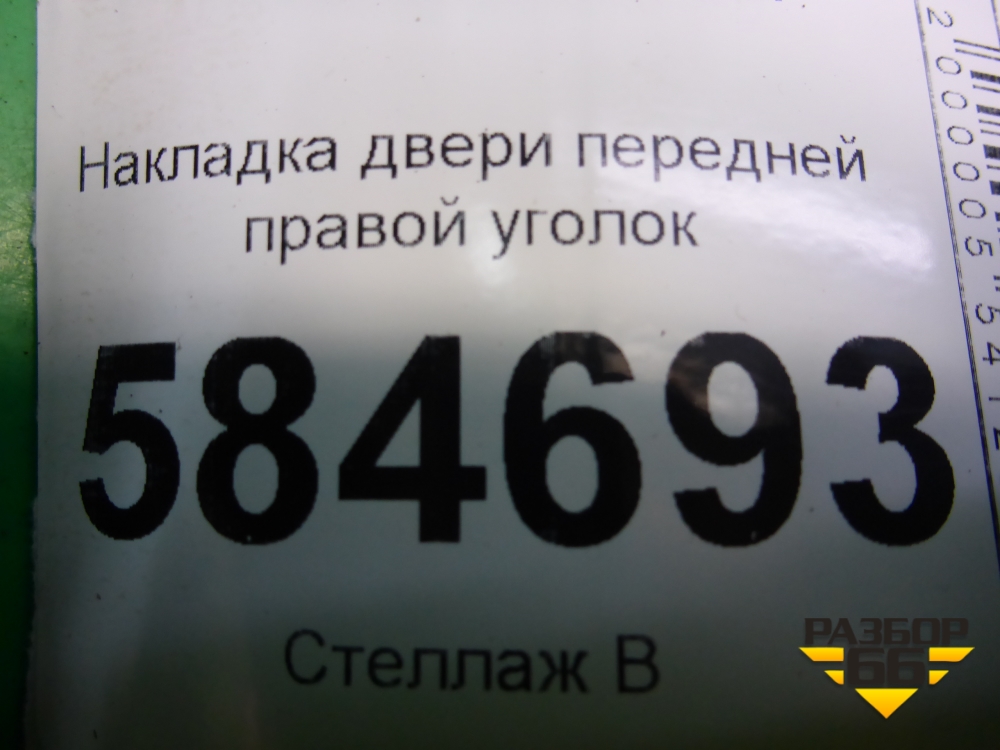 Накладка двери передней
правой уголок
584693
Стеллаж В
РАЗБОР
66